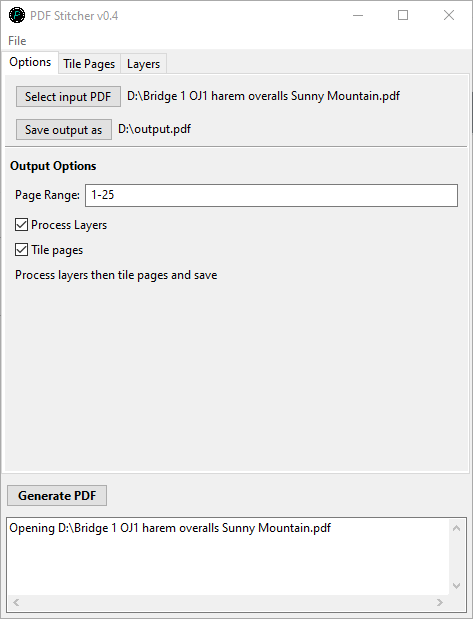 PDF Stitcher v0.4
File
Options Tile Pages Layers
Select input PDF D:\Bridge 1 OJ1 harem overalls Sunny Mountain.pdf
Save output as D:\output.pdf
Output Options
Page Range: 1-25
Process Layers
Tile pages
Process layers then tile pages and save
Generate PDF
Opening D:\Bridge 1 OJ1 harem overalls Sunny Mountain.pdf